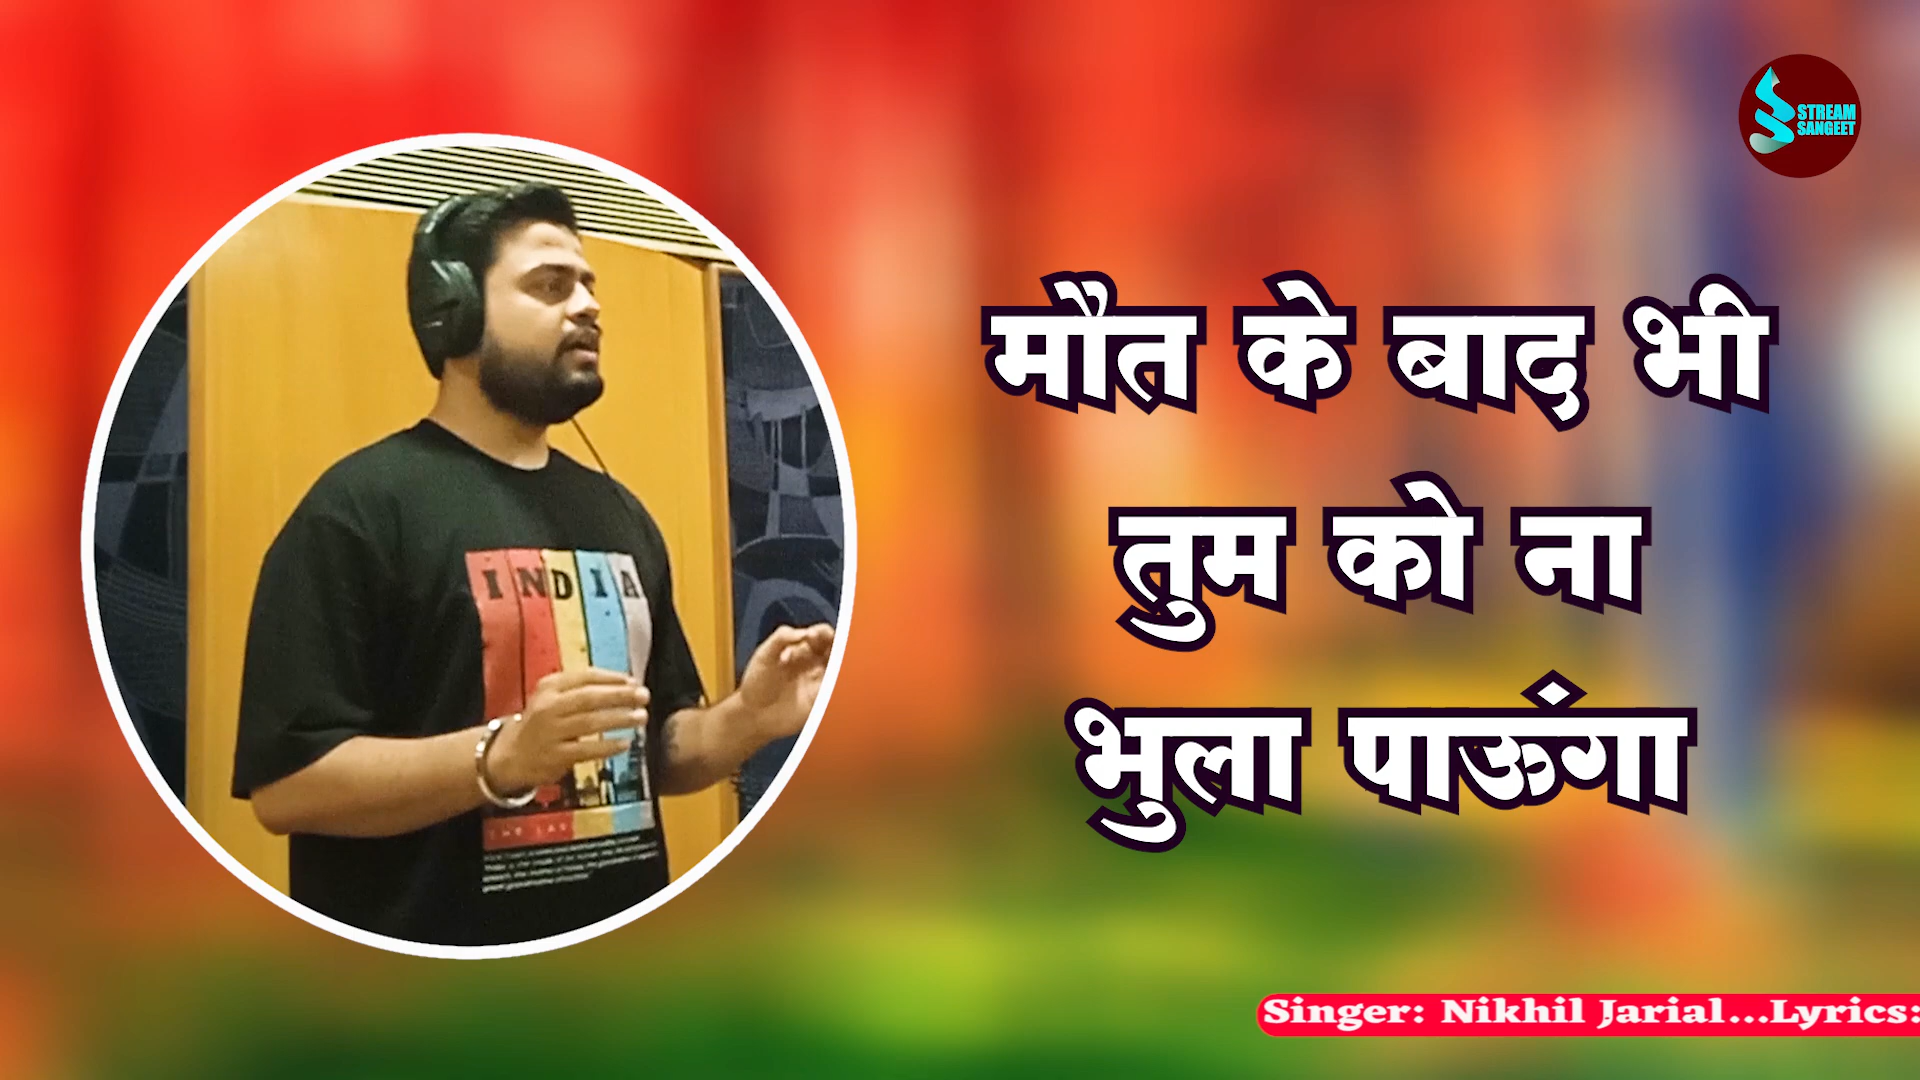 STREAM
SANGEET
मौत के बाद भी
तुम को ना
भुला पाऊंगा
INDIA
Singer: Nikhil Jarial...Lyrics: